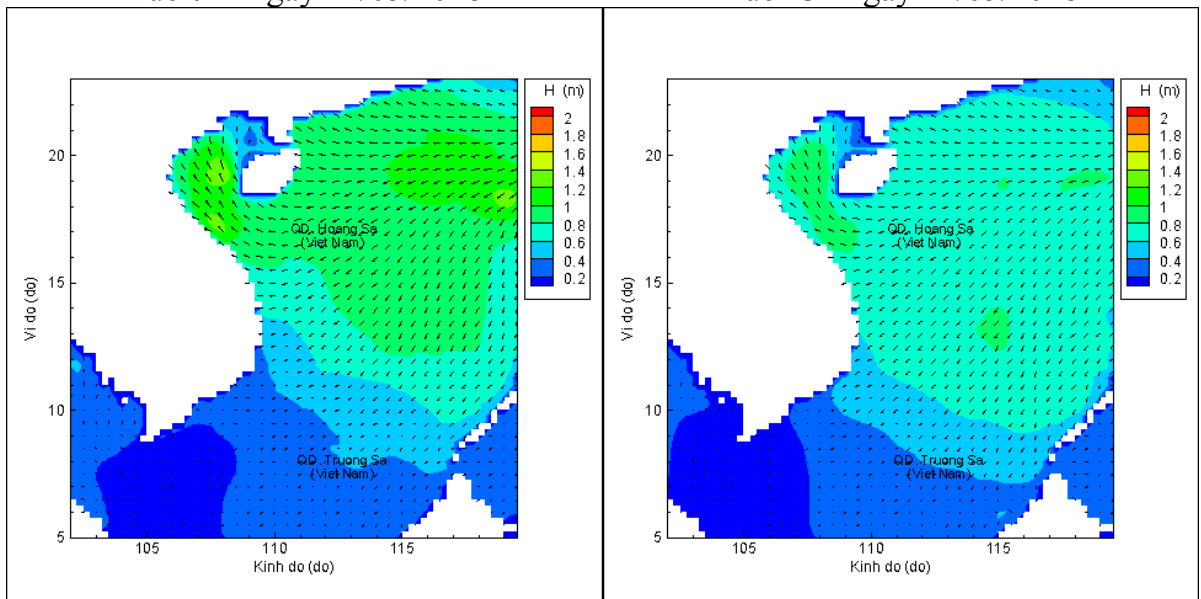 H (m)
2
1.8
1.6
1.4
1.2
1
0.8
0.6
0.4
0.2
20
15
10
5
Vi do (do)
QD. Hoang Sa
(Viet Nam)
QD. Truong Sa
(Viet Nam)
105 110 115
Kinh do (do)
H (m)
2
1.8
1.6
1.4
1.2
1
0.8
0.6
0.4
0.2
20
15
10
5
Vi do (do)
QD. Hoang Sa
(Viet Nam)
QD. Truong Sa
(Viet Nam)
105 110 115
Kinh do (do)